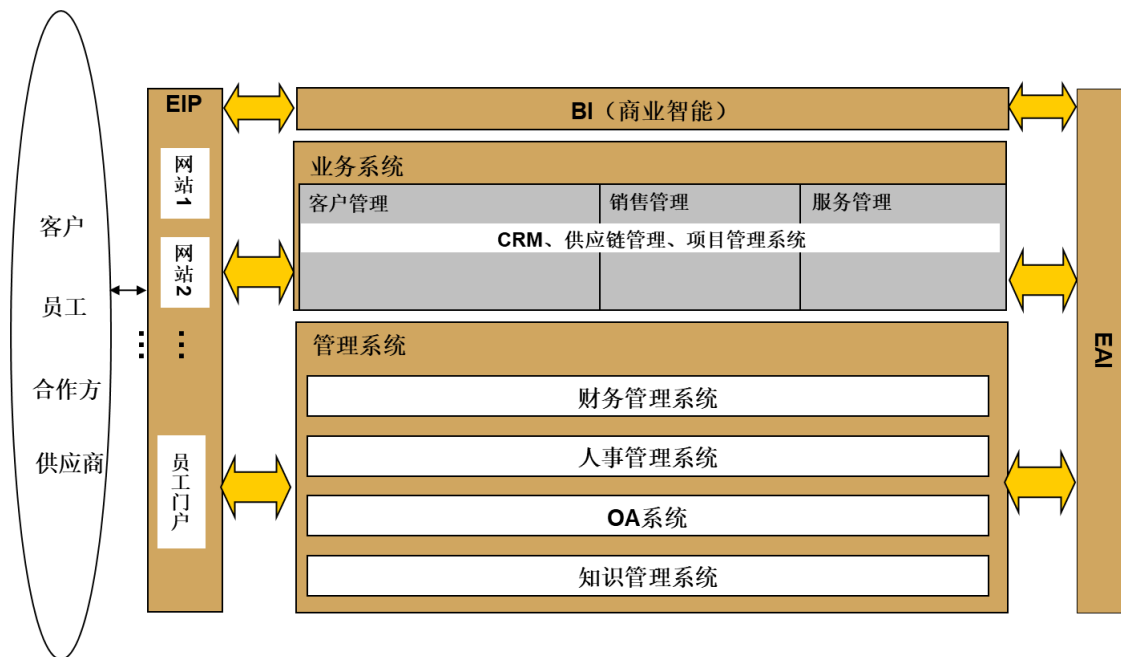 客户
员工
合作方
供应商
EIP
网站1
网站2
⋮
⋮
员工门户
BI（商业智能）
业务系统
客户管理
销售管理
服务管理
CRM、供应链管理、项目管理系统
管理系统
财务管理系统
人事管理系统
OA系统
知识管理系统
EAI